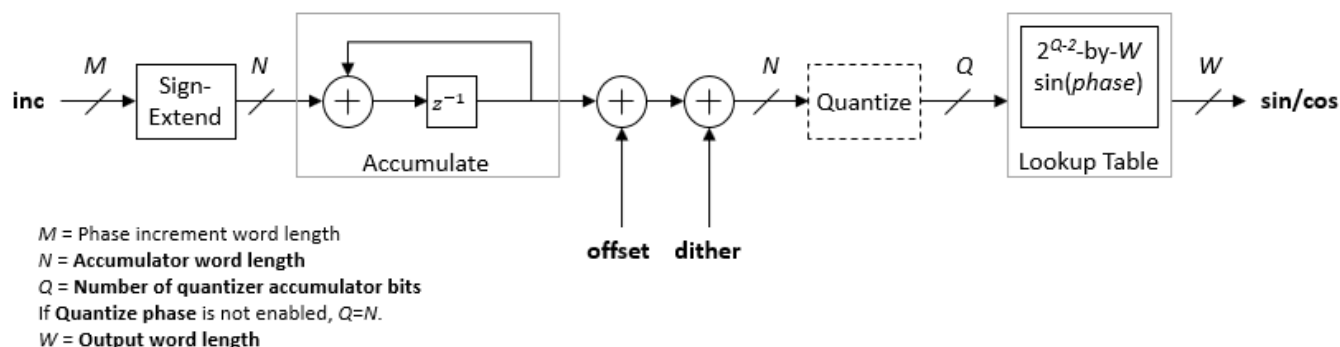 inc
M
Sign-
Extend
N
+
z⁻¹
Accumulate
+
+
offset
dither
N
Quantize
Q
2^Q-2-by-W
sin(phase)
Lookup Table
W
sin/cos
M = Phase increment word length
N = Accumulator word length
Q = Number of quantizer accumulator bits
If Quantize phase is not enabled, Q=N.
W = Output word length